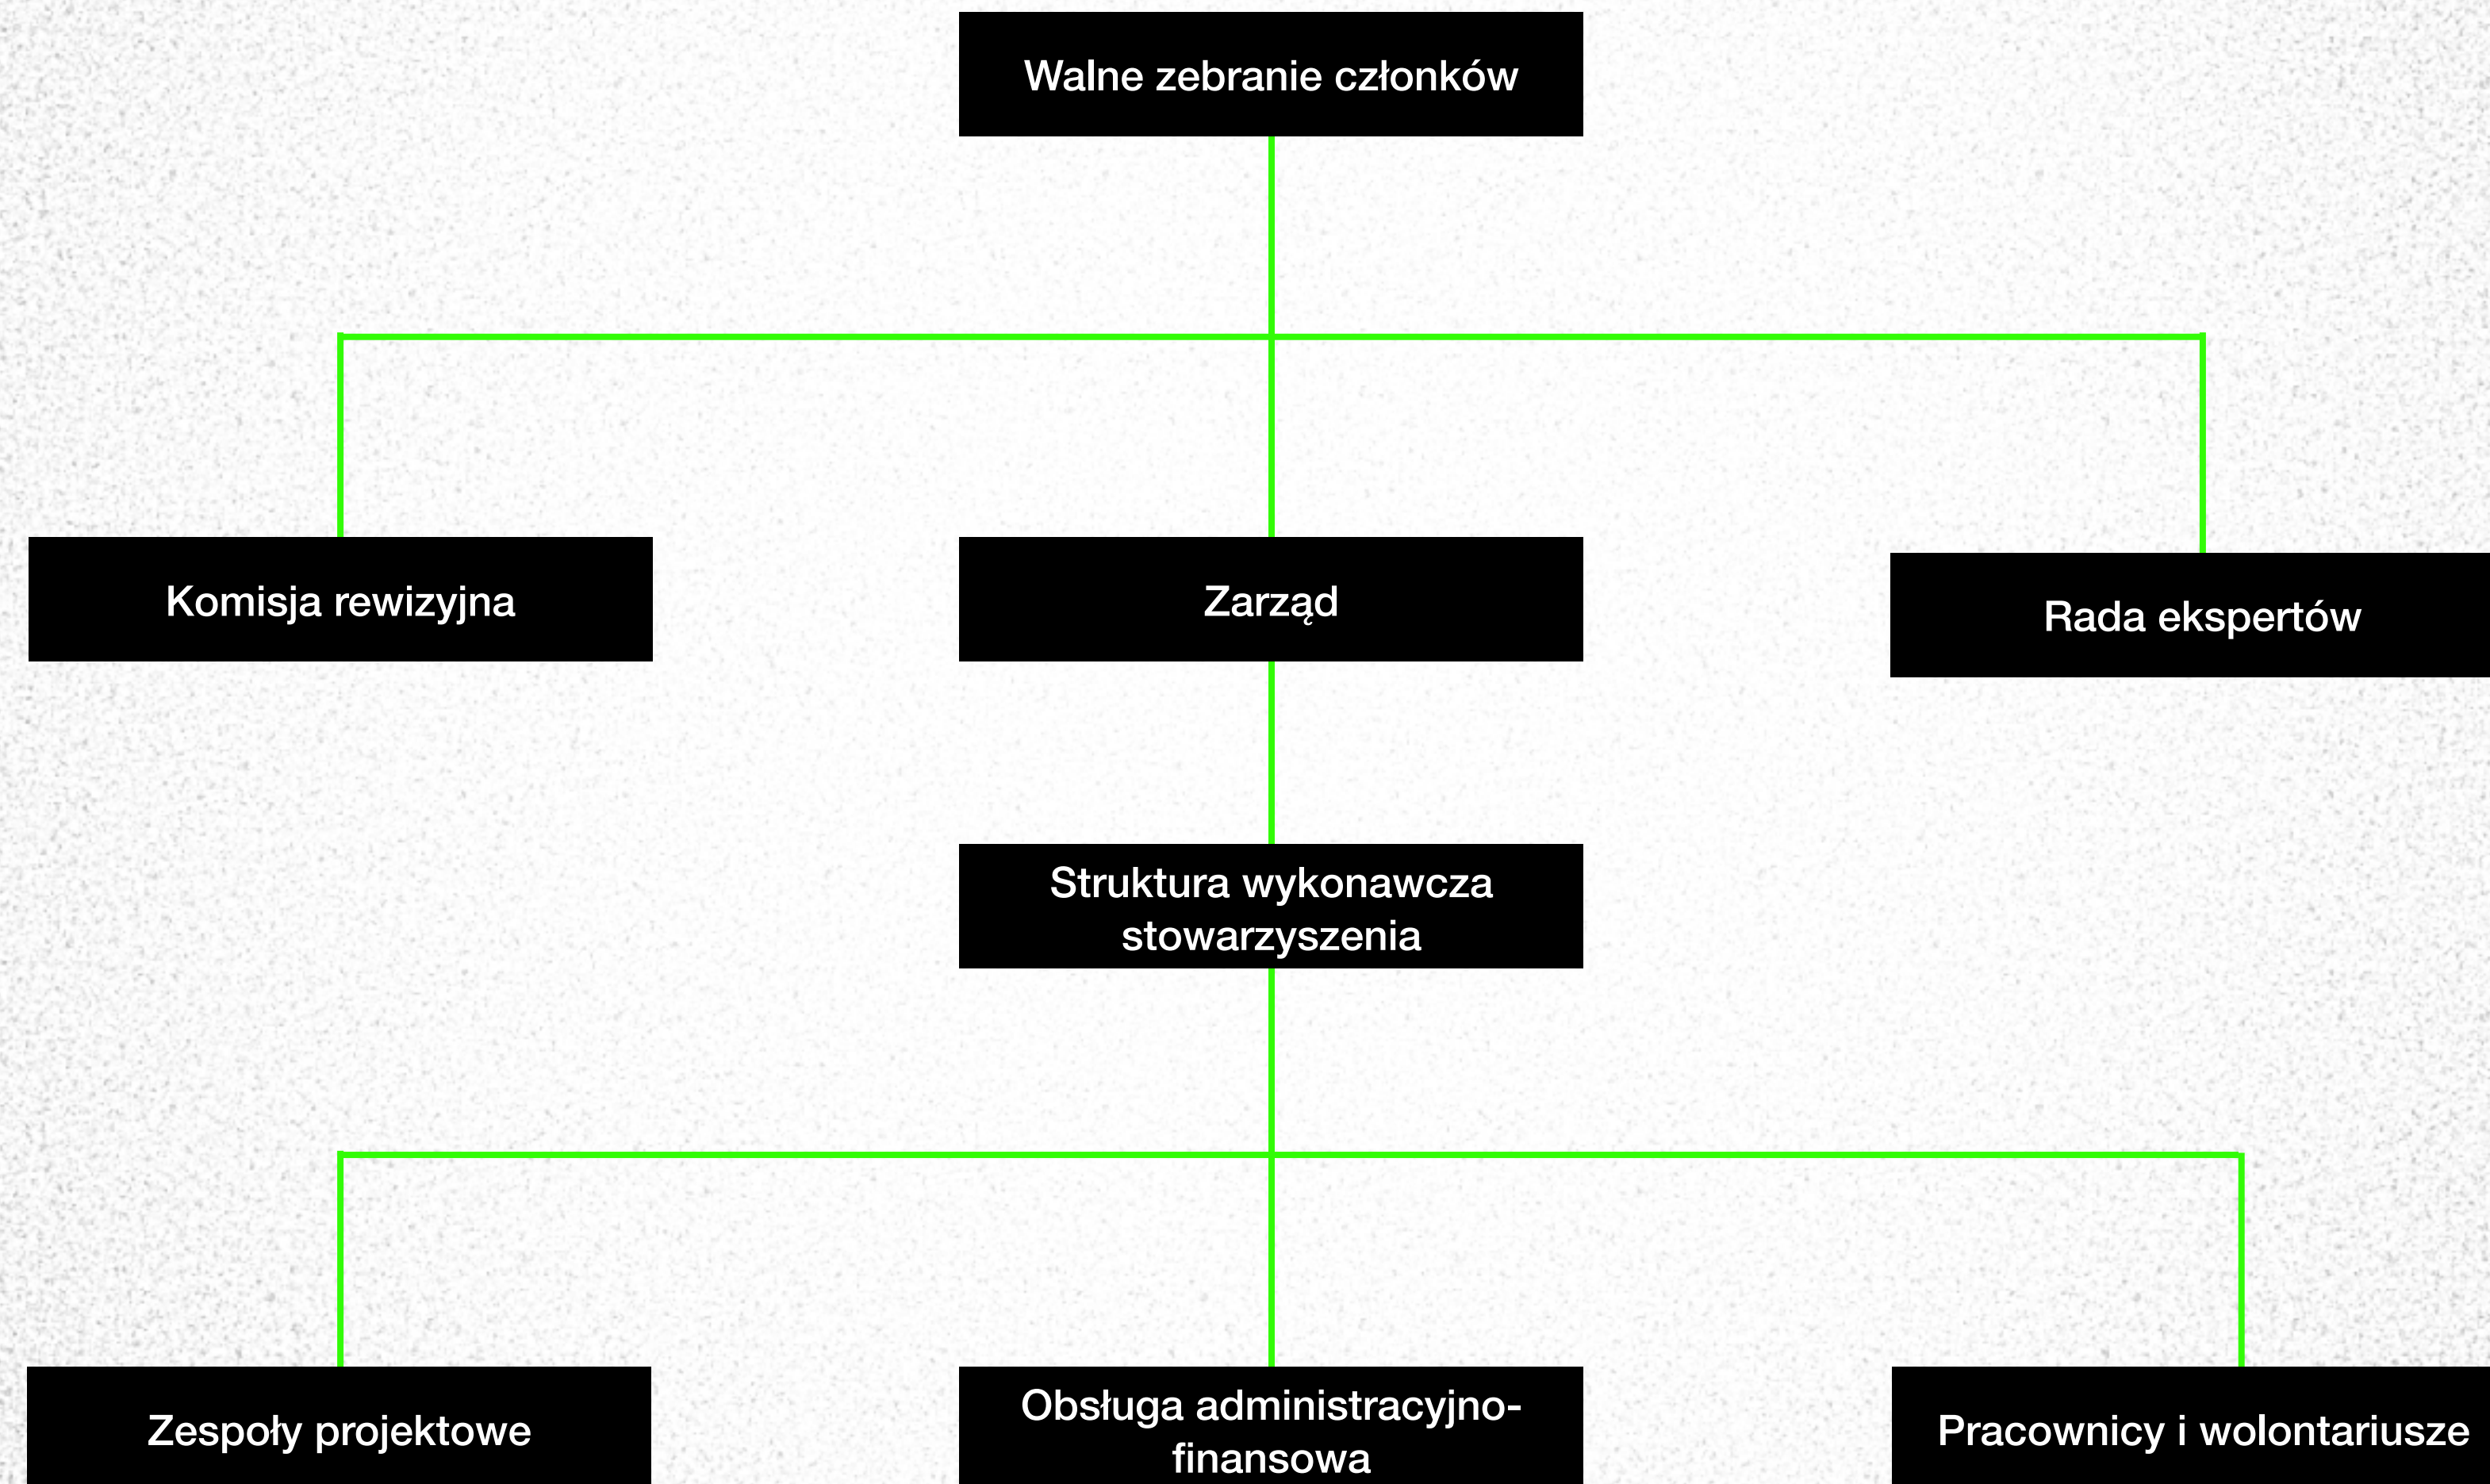 Walne zebranie członków
Komisja rewizyjna
Zarząd
Rada ekspertów
Struktura wykonawcza
stowarzyszenia
Zespoły projektowe
Obsługa administracyjno-
finansowa
Pracownicy i wolontariusze